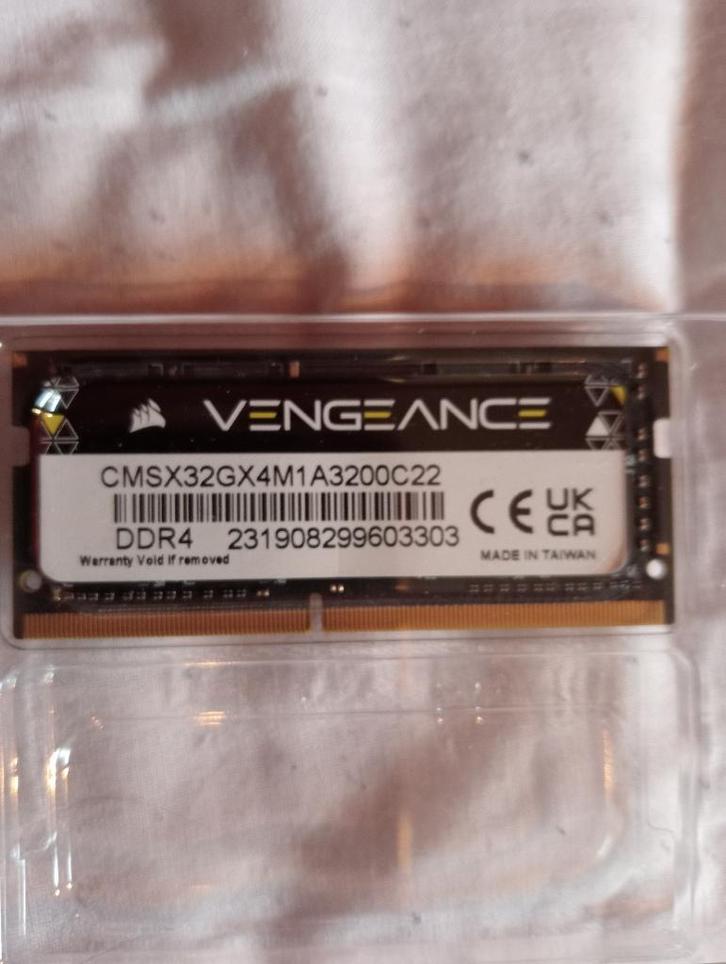 VENGEANCE
CMSX32GX4M1A3200C22
DDR4 231908299603303
Warranty Void if removed
CE UK CA
MADE IN TAIWAN